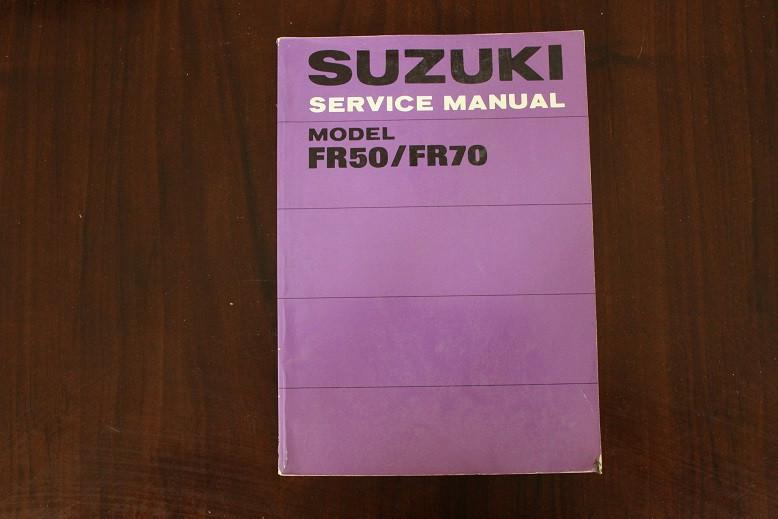 SUZUKI
SERVICE MANUAL
MODEL
FR50/FR70